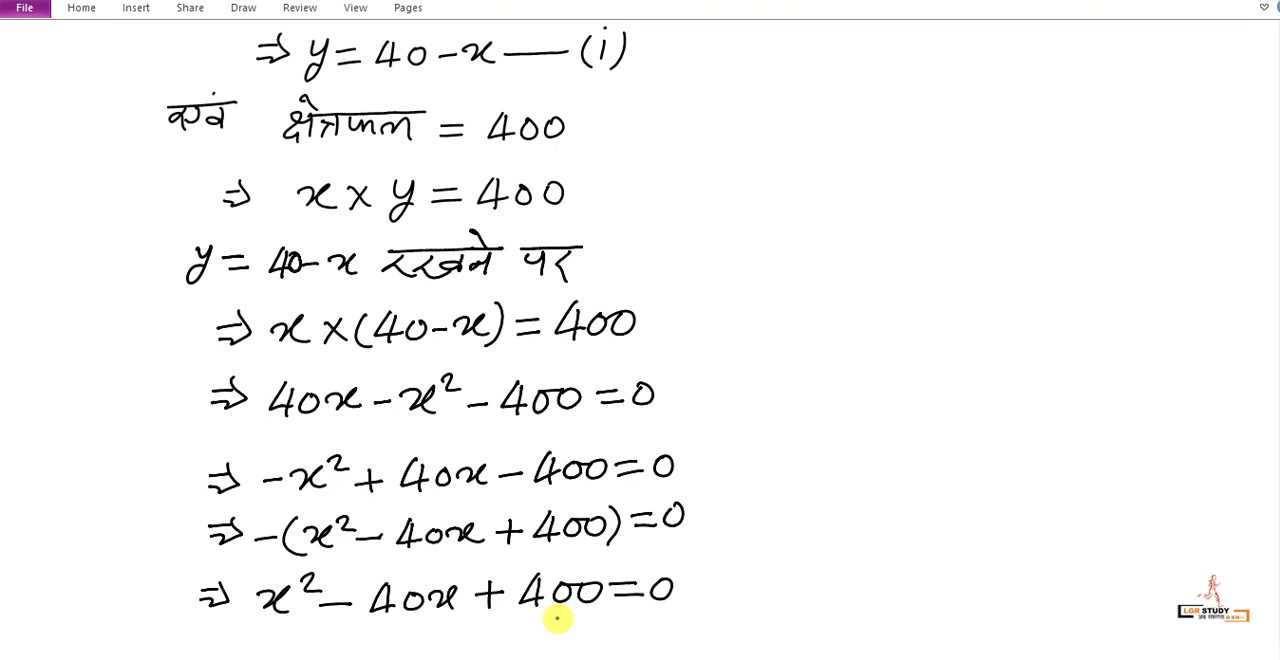 File Home Insert Share Draw Review View Pages
⇒ y = 40 - x — (i)
एवं क्षेत्रफल = 400
⇒ x × y = 400
y = 40 - x रखने पर
⇒ x × (40 - x) = 400
⇒ 40x - x² - 400 = 0
⇒ -x² + 40x - 400 = 0
⇒ -(x² - 40x + 400) = 0
⇒ x² - 40x + 400 = 0
LGR STUDY